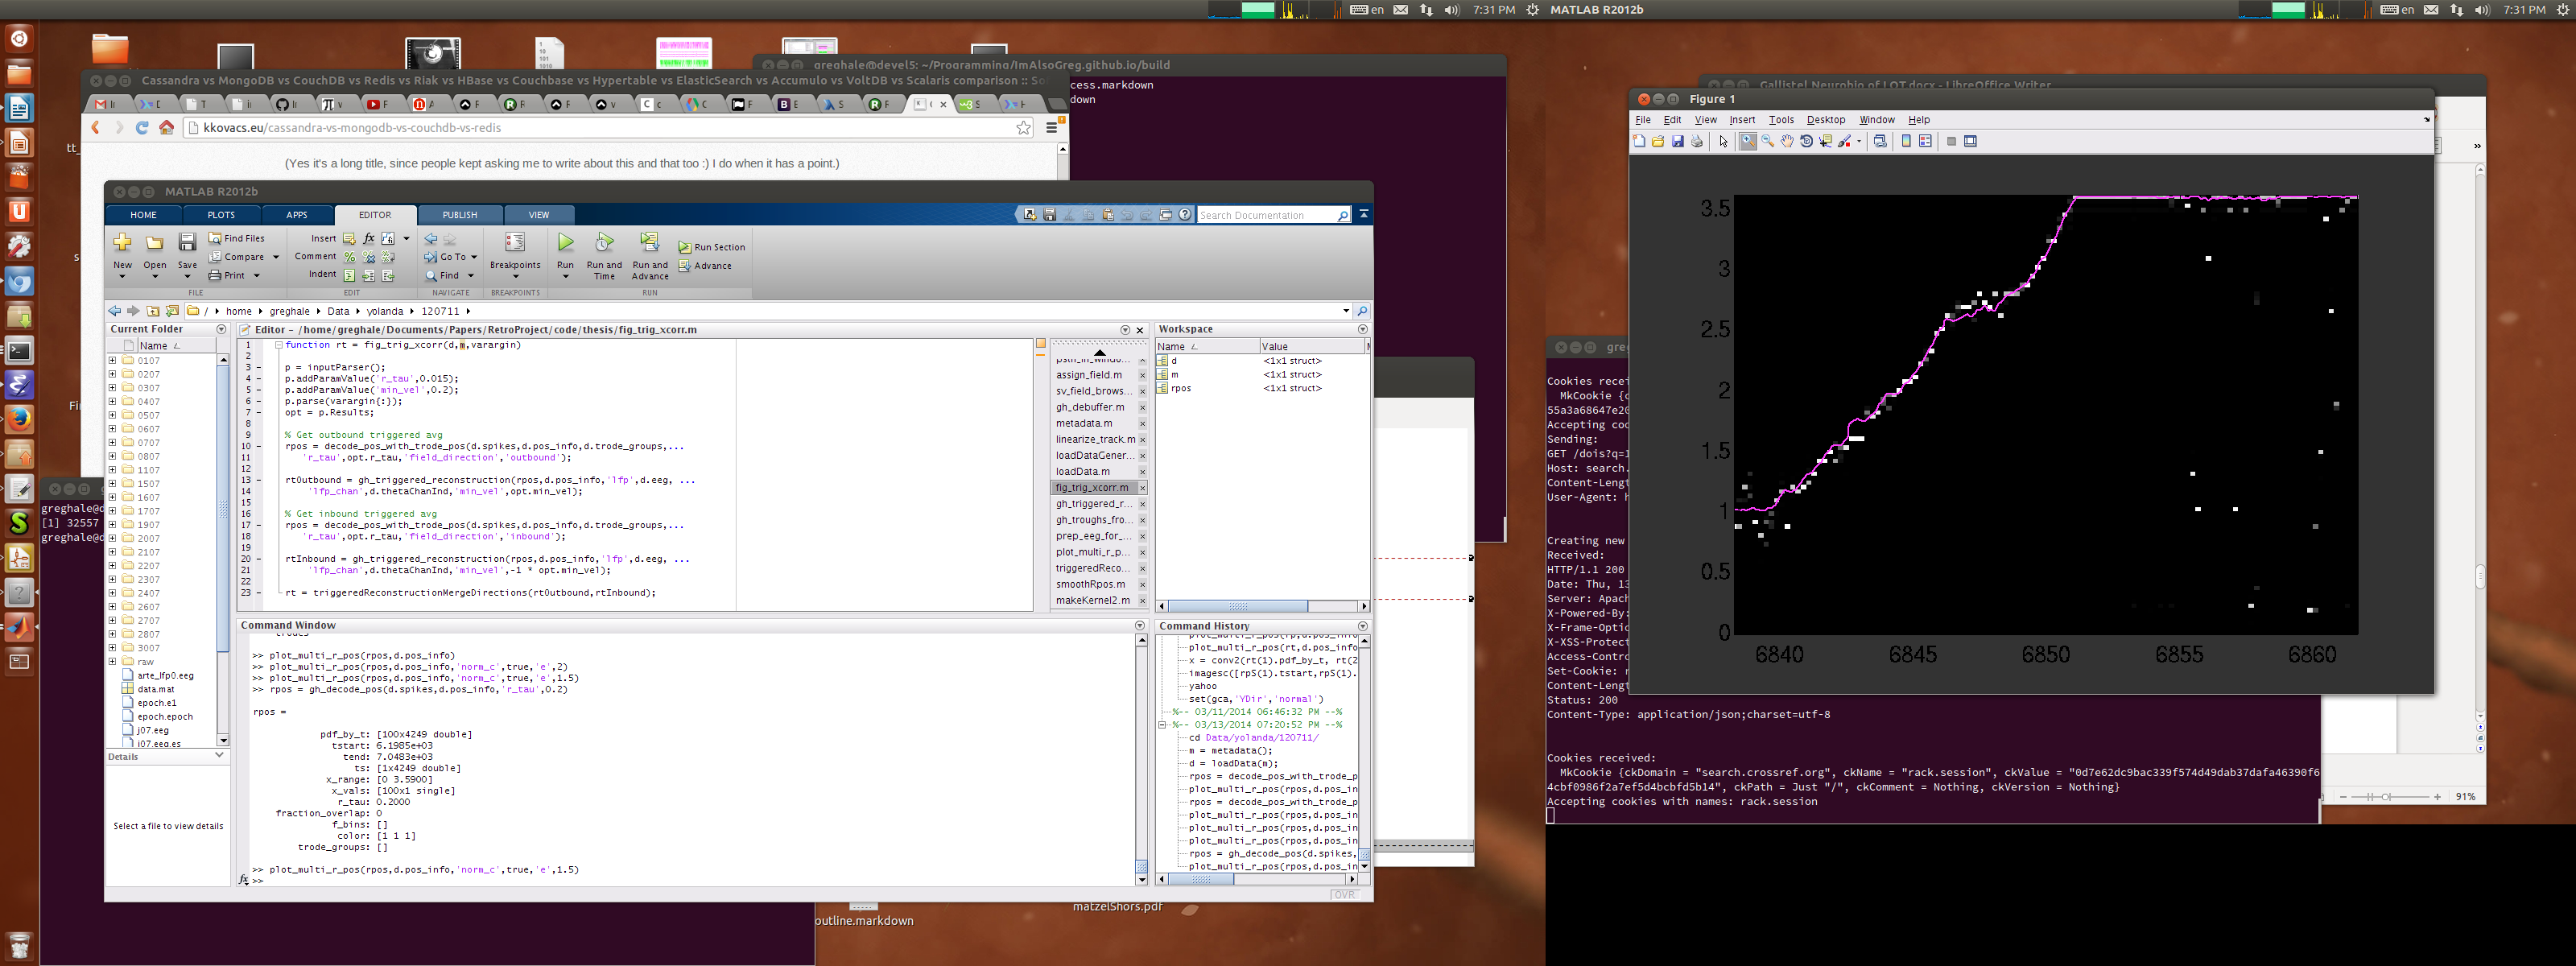 en 7:31 PM MATLAB R2012b en 7:31 PM
greghale@devel5: ~/Programming/ImAlsoGreg.github.io/build
cess.markdown
down
Cassandra vs MongoDB vs CouchDB vs Redis vs Riak vs HBase vs Couchbase vs Hypertable vs ElasticSearch vs Accumulo vs VoltDB vs Scalaris comparison :: So
kkovacs.eu/cassandra-vs-mongodb-vs-couchdb-vs-redis
(Yes it's a long title, since people kept asking me to write about this and that too :) I do when it has a point.)
MATLAB R2012b
HOME PLOTS APPS EDITOR PUBLISH VIEW
Search Documentation
New Open Save Find Files Compare Print
Insert Comment Indent
Go To Find
Breakpoints
Run Run and Time Run and Advance Run Section Advance
FILE EDIT NAVIGATE BREAKPOINTS RUN
/ home greghale Data yolanda 120711
Current Folder
Name
0107
0207
0307
0407
0507
0607
0707
0807
1107
1507
1607
1707
1907
2007
2107
2207
2307
2407
2607
2707
2807
3007
raw
arte_lfp0.eeg
data.mat
epoch.e1
epoch.epoch
j07.eeg
j07.eeg.es
Details
Select a file to view details
Editor - /home/greghale/Documents/Papers/RetroProject/code/thesis/fig_trig_xcorr.m
1 function rt = fig_trig_xcorr(d,m,varargin)
2
3 - p = inputParser();
4 - p.addParamValue('r_tau',0.015);
5 - p.addParamValue('min_vel',0.2);
6 - p.parse(varargin{:});
7 - opt = p.Results;
8
9 % Get outbound triggered avg
10 - rpos = decode_pos_with_trode_pos(d.spikes,d.pos_info,d.trode_groups,...
11 'r_tau',opt.r_tau,'field_direction','outbound');
12
13 - rtOutbound = gh_triggered_reconstruction(rpos,d.pos_info,'lfp',d.eeg, ...
14 'lfp_chan',d.thetaChanInd,'min_vel',opt.min_vel);
15
16 % Get inbound triggered avg
17 - rpos = decode_pos_with_trode_pos(d.spikes,d.pos_info,d.trode_groups,...
18 'r_tau',opt.r_tau,'field_direction','inbound');
19
20 - rtInbound = gh_triggered_reconstruction(rpos,d.pos_info,'lfp',d.eeg, ...
21 'lfp_chan',d.thetaChanInd,'min_vel',-1 * opt.min_vel);
22
23 - rt = triggeredReconstructionMergeDirections(rtOutbound,rtInbound);
assign_field.m
sv_field_brows...
gh_debuffer.m
metadata.m
linearize_track.m
loadDataGener...
loadData.m
fig_trig_xcorr.m
gh_triggered_r...
gh_troughs_fro...
prep_eeg_for_...
plot_multi_r_p...
triggeredReco...
smoothRpos.m
makeKernel2.m
Workspace
Name Value
d <1x1 struct>
m <1x1 struct>
rpos <1x1 struct>
Command Window
>> plot_multi_r_pos(rpos,d.pos_info)
>> plot_multi_r_pos(rpos,d.pos_info,'norm_c',true,'e',2)
>> plot_multi_r_pos(rpos,d.pos_info,'norm_c',true,'e',1.5)
>> rpos = gh_decode_pos(d.spikes,d.pos_info,'r_tau',0.2)
rpos =
pdf_by_t: [100x4249 double]
tstart: 6.1985e+03
tend: 7.0483e+03
ts: [1x4249 double]
x_range: [0 3.5900]
x_vals: [100x1 single]
r_tau: 0.2000
fraction_overlap: 0
f_bins: []
color: [1 1 1]
trode_groups: []
>> plot_multi_r_pos(rpos,d.pos_info,'norm_c',true,'e',1.5)
fx >>
Command History
plot_multi_r_pos(rp,d.pos_info
plot_multi_r_pos(rt,d.pos_info
x = conv2(rt(1).pdf_by_t, rt(2
imagesc([rpS(1).tstart,rpS(1).
yahoo
set(gca,'YDir','normal')
%-- 03/11/2014 06:46:32 PM --%
%-- 03/13/2014 07:20:52 PM --%
cd Data/yolanda/120711/
m = metadata();
d = loadData(m);
rpos = decode_pos_with_trode_p
plot_multi_r_pos(rpos,d.pos_in
rpos = decode_pos_with_trode_p
plot_multi_r_pos(rpos,d.pos_in
plot_multi_r_pos(rpos,d.pos_in
plot_multi_r_pos(rpos,d.pos_in
plot_multi_r_pos(rpos,d.pos_in
rpos = gh_decode_pos(d.spikes,
plot_multi_r_pos(rpos,d.pos_in
OVR
greghale@d
[1] 32557
greghale@d
outline.markdown
matzelShors.pdf
Gallistel Neurobio of LOT.docx - LibreOffice Writer
Figure 1
File Edit View Insert Tools Desktop Window Help
3.5
3
2.5
2
1.5
1
0.5
0
6840 6845 6850 6855 6860
Cookies recei
MkCookie {c
55a3a68647e20
Accepting coo
Sending:
GET /dois?q=1
Host: search.
Content-Lengt
User-Agent: h
Creating new
Received:
HTTP/1.1 200
Date: Thu, 13
Server: Apach
X-Powered-By:
X-Frame-Optio
X-XSS-Protect
Access-Contro
Set-Cookie: r
Content-Lengt
Status: 200
Content-Type: application/json;charset=utf-8
Cookies received:
MkCookie {ckDomain = "search.crossref.org", ckName = "rack.session", ckValue = "0d7e62dc9bac339f574d49dab37dafa46390f6
4cbf0986f2a7ef5d4bcbfd5b14", ckPath = Just "/", ckComment = Nothing, ckVersion = Nothing}
Accepting cookies with names: rack.session
91%